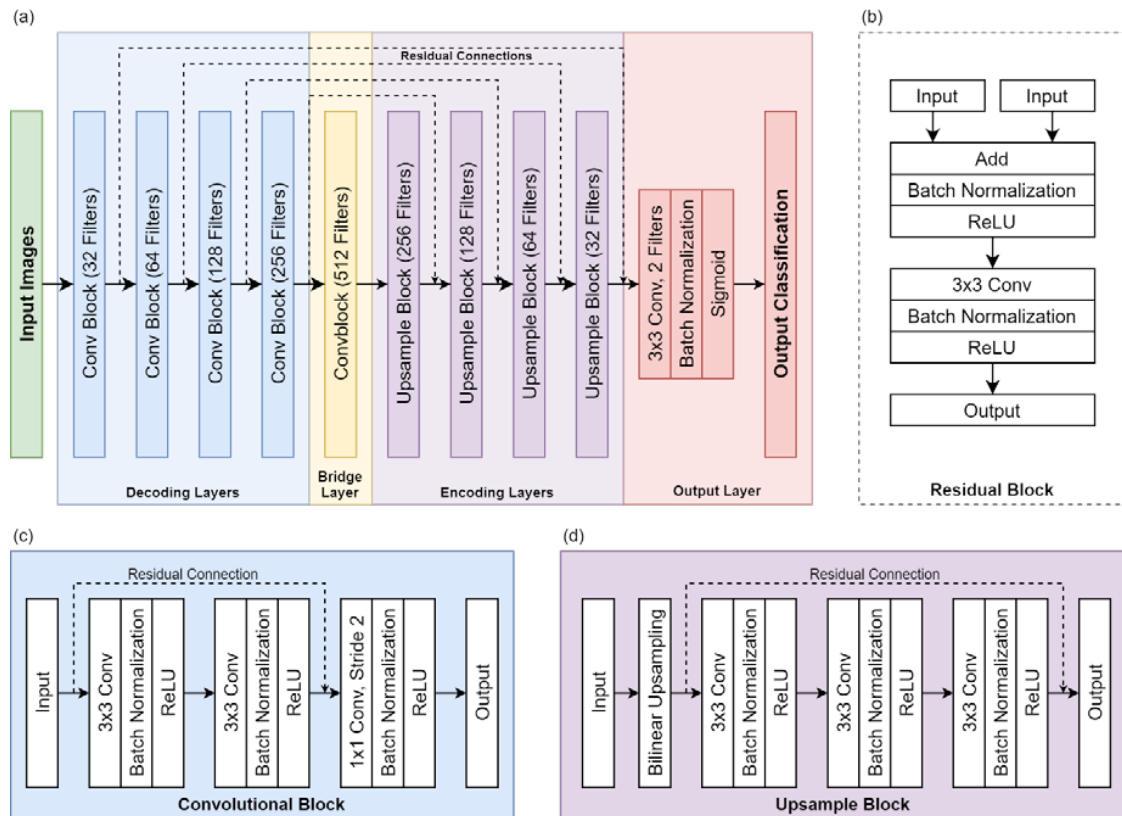 (a)
Residual Connections
Input Images
Conv Block (32 Filters)
Conv Block (64 Filters)
Conv Block (128 Filters)
Conv Block (256 Filters)
Convblock (512 Filters)
Upsample Block (256 Filters)
Upsample Block (128 Filters)
Upsample Block (64 Filters)
Upsample Block (32 Filters)
3x3 Conv, 2 Filters
Batch Normalization
Sigmoid
Output Classification
Decoding Layers
Bridge
Layer
Encoding Layers
Output Layer
(b)
Input
Input
Add
Batch Normalization
ReLU
3x3 Conv
Batch Normalization
ReLU
Output
Residual Block
(c)
Residual Connection
Input
3x3 Conv
Batch Normalization
ReLU
3x3 Conv
Batch Normalization
ReLU
1x1 Conv, Stride 2
Batch Normalization
ReLU
Output
Convolutional Block
(d)
Residual Connection
Input
Bilinear Upsampling
3x3 Conv
Batch Normalization
ReLU
3x3 Conv
Batch Normalization
ReLU
3x3 Conv
Batch Normalization
ReLU
Output
Upsample Block